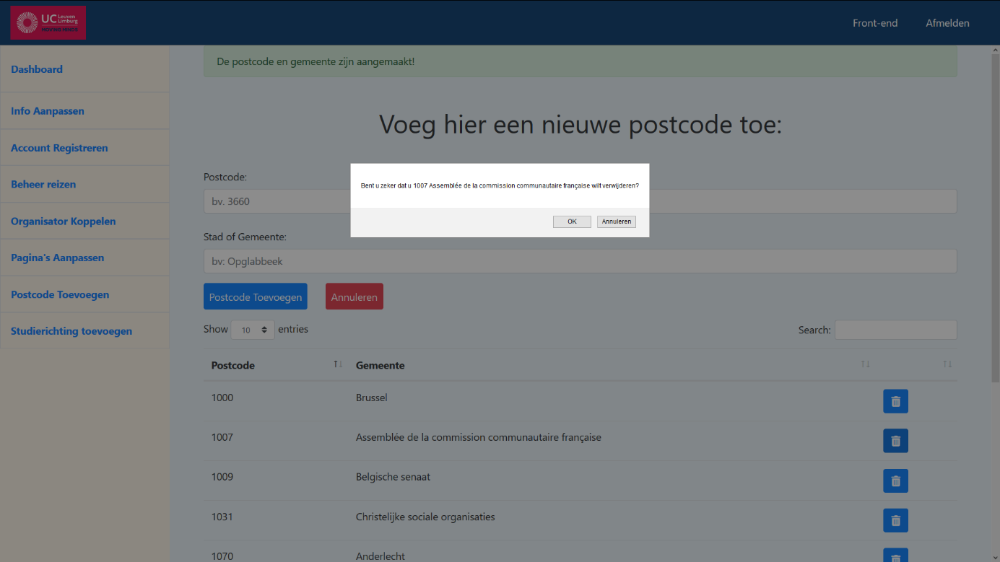 UC Leuven Limburg
MOVING MINDS
Front-end
Afmelden
Dashboard
Info Aanpassen
Account Registreren
Beheer reizen
Organisator Koppelen
Pagina's Aanpassen
Postcode Toevoegen
Studierichting toevoegen
De postcode en gemeente zijn aangemaakt!
Voeg hier een nieuwe postcode toe:
Postcode:
bv. 3660
Bent u zeker dat u 1007 Assemblée de la commission communautaire française wilt verwijderen?
OK Annuleren
Stad of Gemeente:
bv: Opglabbeek
Postcode Toevoegen Annuleren
Show 10 entries Search:
Postcode Gemeente
1000 Brussel
1007 Assemblée de la commission communautaire française
1009 Belgische senaat
1031 Christelijke sociale organisaties
1070 Anderlecht